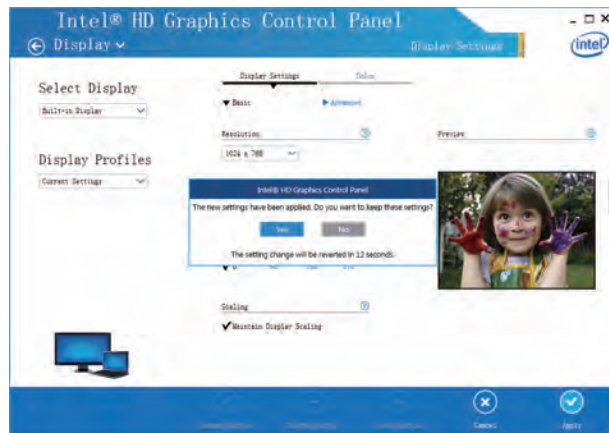 Intel® HD Graphics Control Panel
Display
Display Settings
intel
Select Display
Built-in Display
Display Profiles
Current Settings
Display Settings
Color
Basic
Advanced
Resolution
1024 x 768
Preview
Intel® HD Graphics Control Panel
The new settings have been applied. Do you want to keep these settings?
Yes
No
The setting change will be reverted in 12 seconds.
Scaling
Maintain Display Scaling
Cancel
Apply